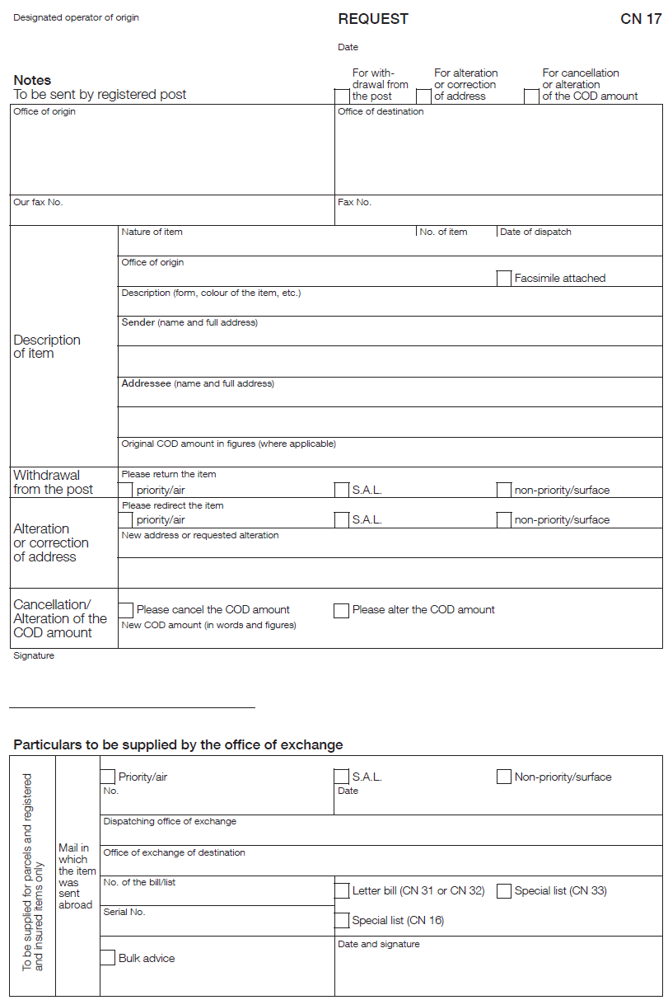 Designated operator of origin
REQUEST
CN 17
Date
Notes
To be sent by registered post
For with-
drawal from
the post
For alteration
or correction
of address
For cancellation
or alteration
of the COD amount
Office of origin
Office of destination
Our fax No.
Fax No.
Description
of item
Nature of item
No. of item
Date of dispatch
Office of origin
Facsimile attached
Description (form, colour of the item, etc.)
Sender (name and full address)
Addressee (name and full address)
Original COD amount in figures (where applicable)
Withdrawal
from the post
Please return the item
priority/air
S.A.L.
non-priority/surface
Alteration
or correction
of address
Please redirect the item
priority/air
S.A.L.
non-priority/surface
New address or requested alteration
Cancellation/
Alteration of the
COD amount
Please cancel the COD amount
Please alter the COD amount
New COD amount (in words and figures)
Signature
Particulars to be supplied by the office of exchange
To be supplied for parcels and registered
and insured items only
Mail in
which
the item
was
sent
abroad
Priority/air
S.A.L.
Non-priority/surface
No.
Date
Dispatching office of exchange
Office of exchange of destination
No. of the bill/list
Letter bill (CN 31 or CN 32)
Special list (CN 33)
Serial No.
Special list (CN 16)
Bulk advice
Date and signature